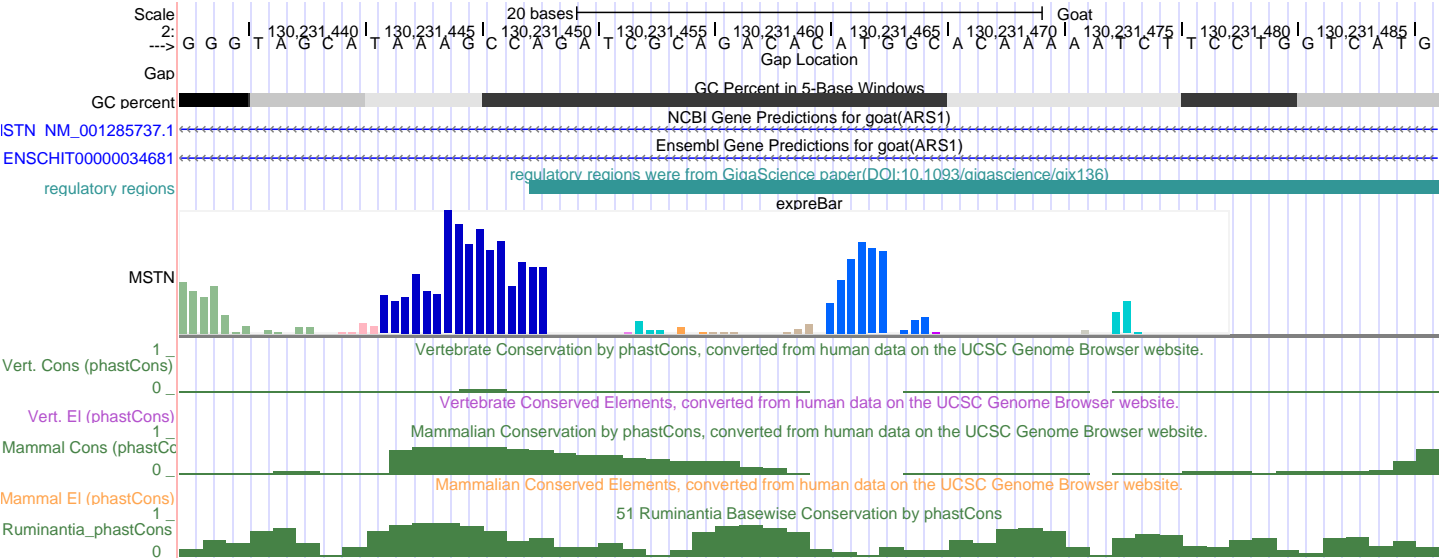 Scale 20 bases Goat
2: 130,231,440 130,231,445 130,231,450 130,231,455 130,231,460 130,231,465 130,231,470 130,231,475 130,231,480 130,231,485
---> G G G T A G C A T A A A G C C A G A T C G C A G A C A C A T G G C A C A A A A A T C T T C C T G G T C A T G
Gap Location
Gap
GC Percent in 5-Base Windows
GC percent
NCBI Gene Predictions for goat(ARS1)
ISTN NM_001285737.1
Ensembl Gene Predictions for goat(ARS1)
ENSCHIT00000034681
regulatory regions were from GigaScience paper(DOI:10.1093/gigascience/gix136)
regulatory regions
expreBar
MSTN
Vertebrate Conservation by phastCons, converted from human data on the UCSC Genome Browser website.
1 _
Vert. Cons (phastCons)
0 _
Vertebrate Conserved Elements, converted from human data on the UCSC Genome Browser website.
Vert. El (phastCons)
Mammalian Conservation by phastCons, converted from human data on the UCSC Genome Browser website.
1 _
Mammal Cons (phastCo
0 _
Mammalian Conserved Elements, converted from human data on the UCSC Genome Browser website.
Mammal El (phastCons)
51 Ruminantia Basewise Conservation by phastCons
1 _
Ruminantia_phastCons
0